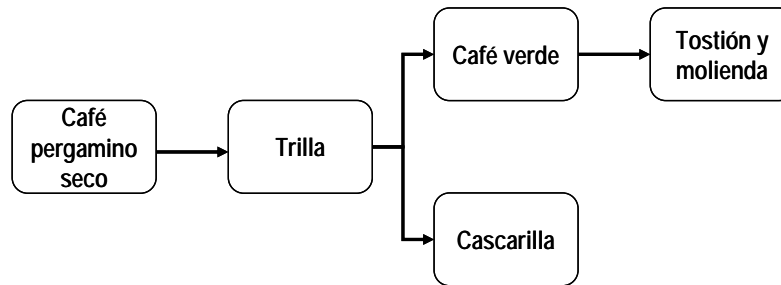 Café verde
Tostión y
molienda
Café
pergamino
seco
Trilla
Cascarilla